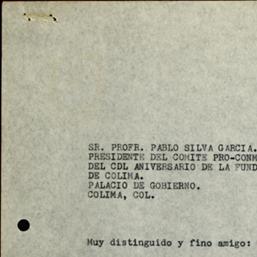 SR. PROFR. PABLO SILVA GARCIA.
PRESIDENTE DEL COMITE PRO-CONM
DEL CDL ANIVERSARIO DE LA FUND
DE COLIMA.
PALACIO DE GOBIERNO.
COLIMA, COL.
Muy distinguido y fino amigo: